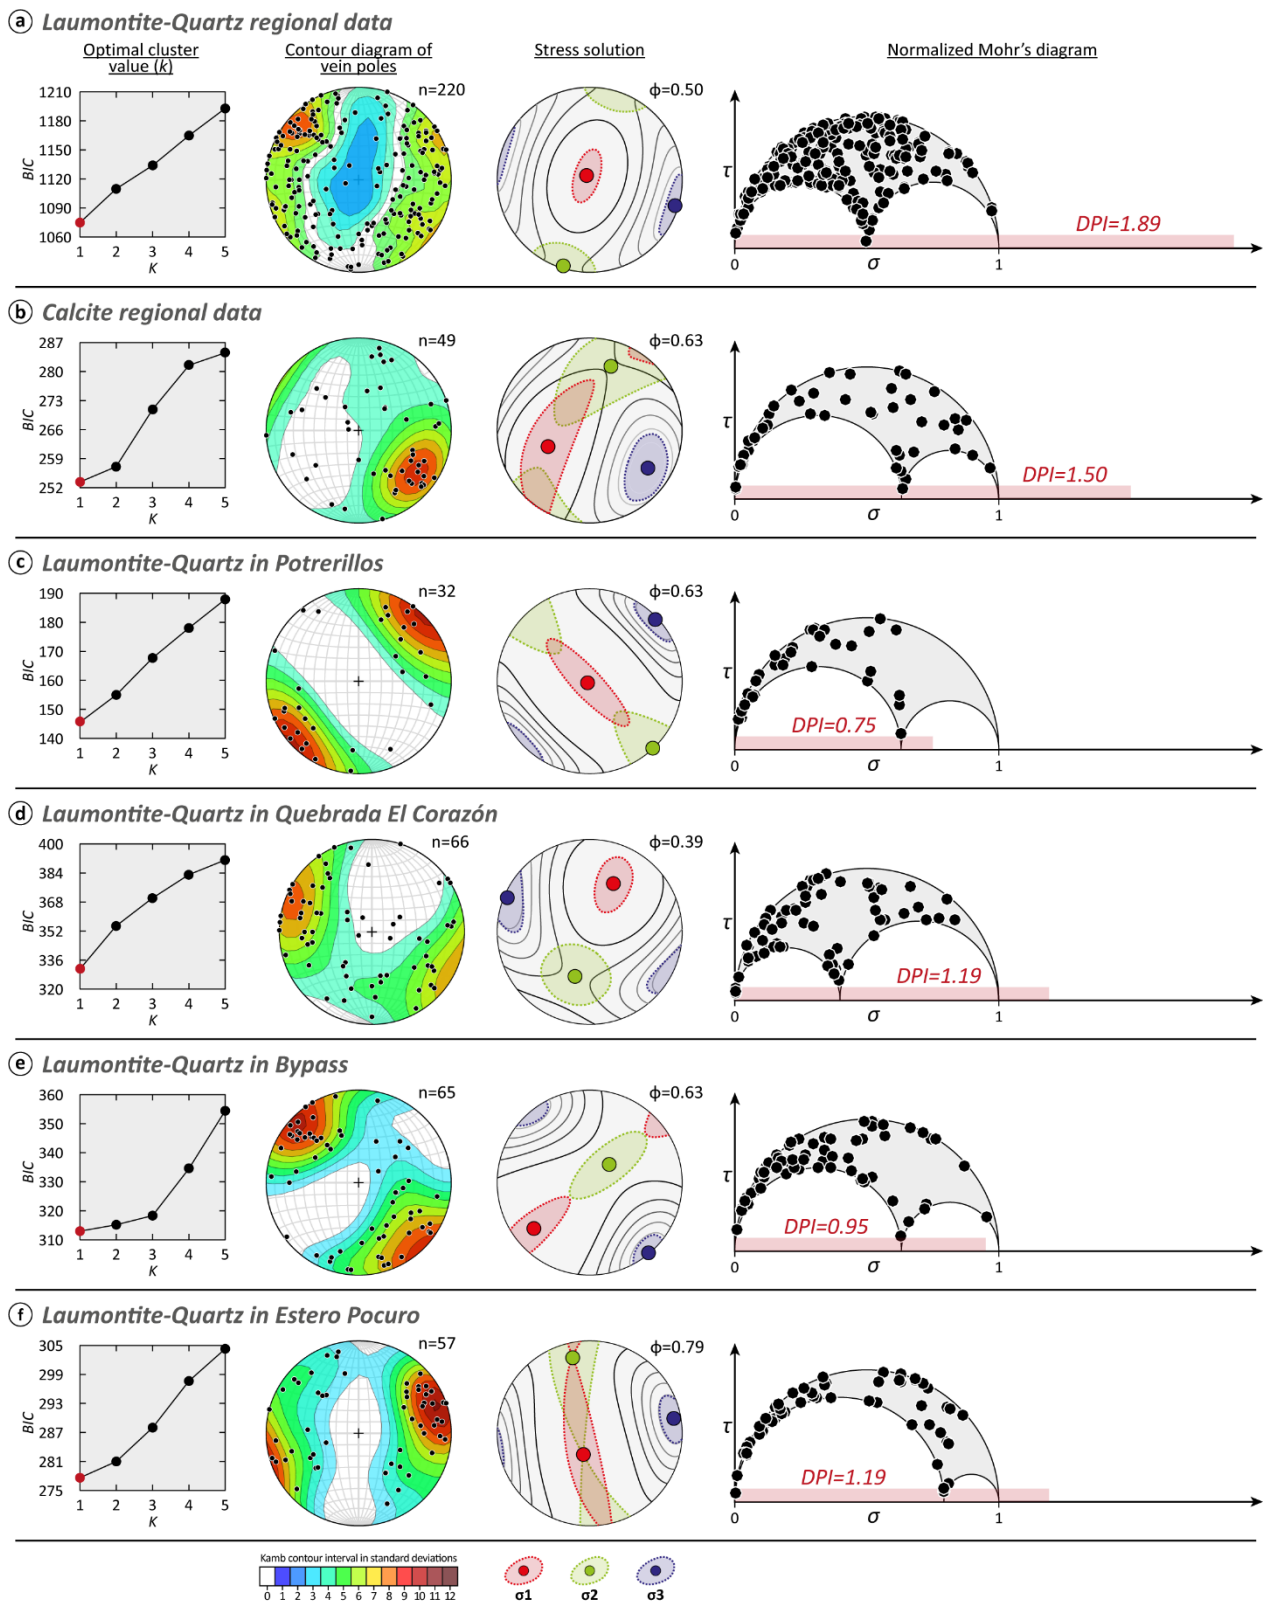 a Laumontite-Quartz regional data
Optimal cluster value (k)
Contour diagram of vein poles
Stress solution
Normalized Mohr's diagram
1210
1180
1150
1120
1090
1060
BIC
1 2 3 4 5
K
n=220
ϕ=0.50
τ
DPI=1.89
0 σ 1
b Calcite regional data
287
280
273
266
259
252
BIC
1 2 3 4 5
K
n=49
ϕ=0.63
τ
DPI=1.50
0 σ 1
c Laumontite-Quartz in Potrerillos
190
180
170
160
150
140
BIC
1 2 3 4 5
K
n=32
ϕ=0.63
τ
DPI=0.75
0 σ 1
d Laumontite-Quartz in Quebrada El Corazón
400
384
368
352
336
320
BIC
1 2 3 4 5
K
n=66
ϕ=0.39
τ
DPI=1.19
0 σ 1
e Laumontite-Quartz in Bypass
360
350
340
330
320
310
BIC
1 2 3 4 5
K
n=65
ϕ=0.63
τ
DPI=0.95
0 σ 1
f Laumontite-Quartz in Estero Pocuro
305
299
293
287
281
275
BIC
1 2 3 4 5
K
n=57
ϕ=0.79
τ
DPI=1.19
0 σ 1
Kamb contour interval in standard deviations
0 1 2 3 4 5 6 7 8 9 10 11 12
σ1 σ2 σ3